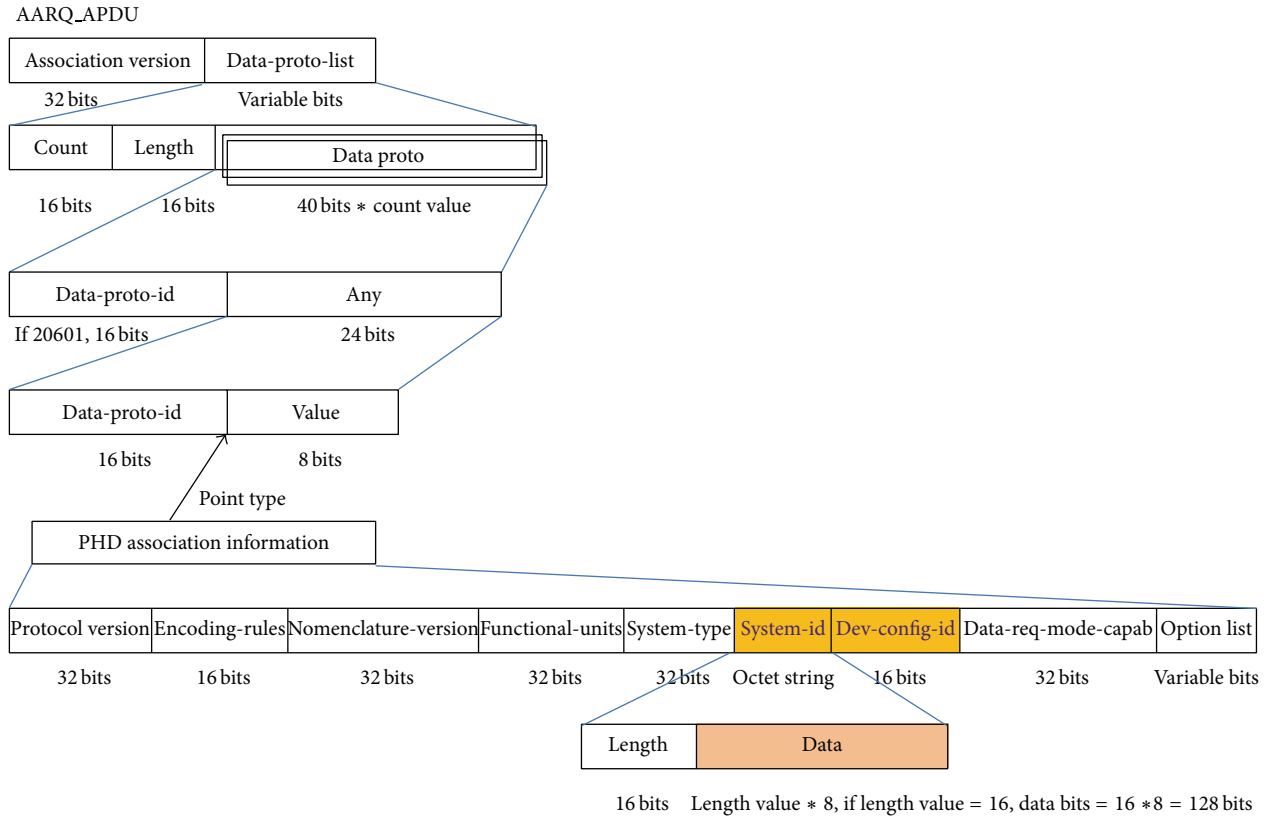 AARQ_APDU
Association version Data-proto-list
32 bits Variable bits
Count Length Data proto
16 bits 16 bits 40 bits ∗ count value
Data-proto-id Any
If 20601, 16 bits 24 bits
Data-proto-id Value
16 bits 8 bits
Point type
PHD association information
Protocol version Encoding-rules Nomenclature-version Functional-units System-type System-id Dev-config-id Data-req-mode-capab Option list
32 bits 16 bits 32 bits 32 bits 32 bits Octet string 16 bits 32 bits Variable bits
Length Data
16 bits Length value ∗ 8, if length value = 16, data bits = 16 ∗8 = 128 bits